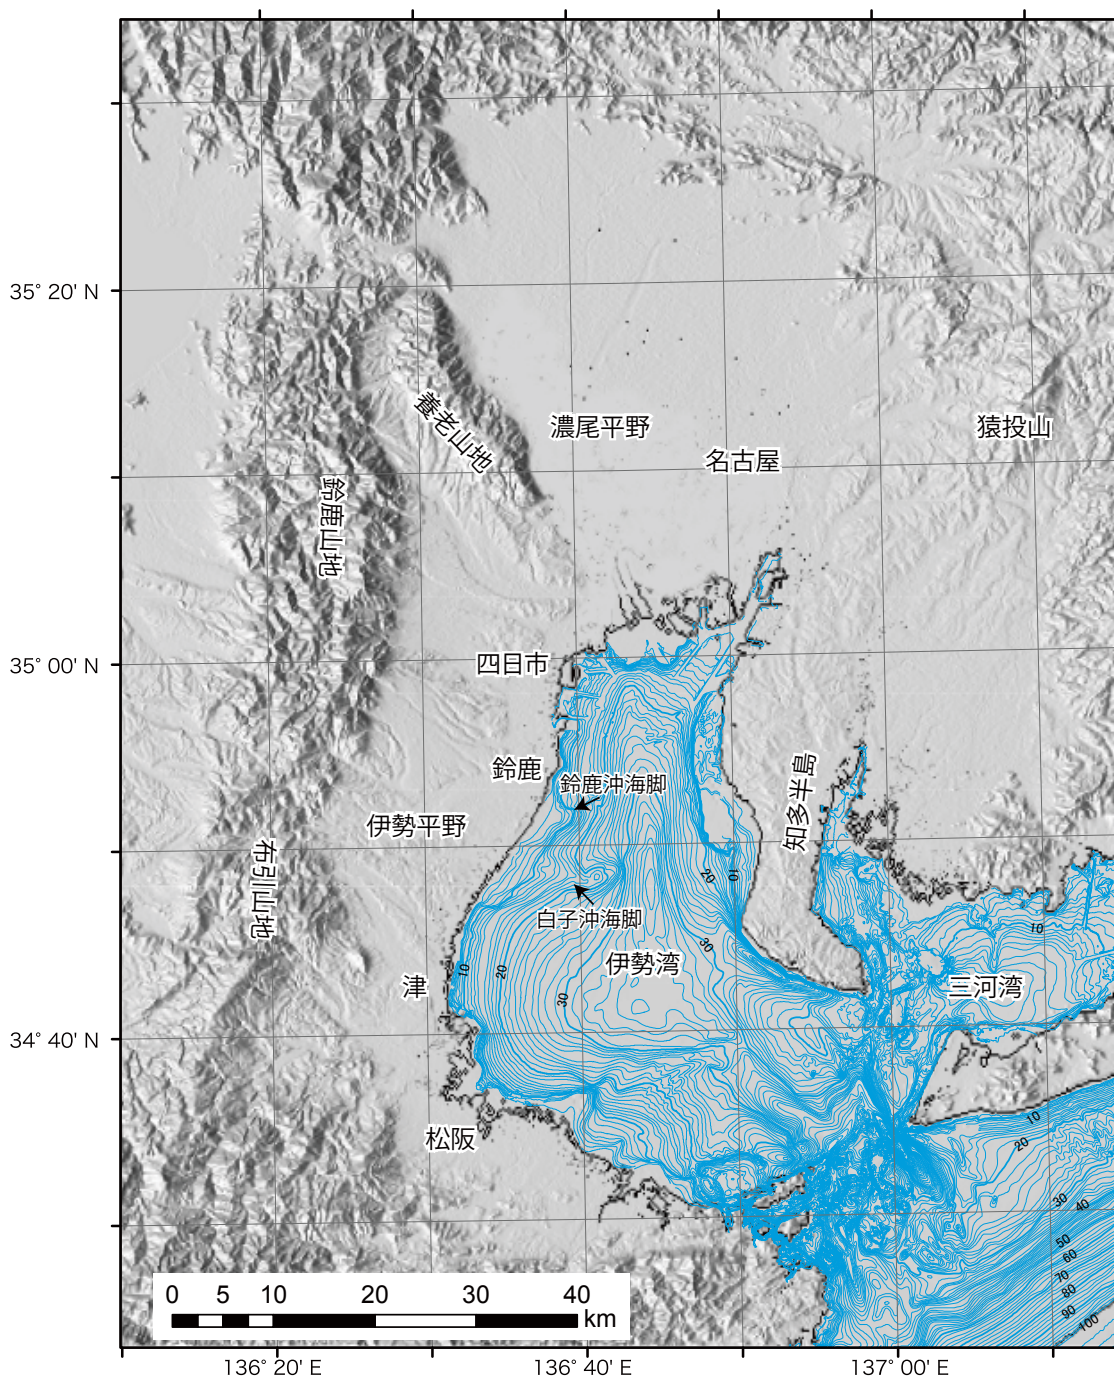 35° 20' N
養老山地
濃尾平野
猿投山
名古屋
鈴鹿山地
35° 00' N
四日市
鈴鹿
鈴鹿沖海脚
知多半島
伊勢平野
布引山地
20
10
白子沖海脚
10
30
伊勢湾
10
20
30
津
三河湾
34° 40' N
松阪
10
20
30
40
50
60
70
80
90
100
0 5 10 20 30 40
km
136° 20' E
136° 40' E
137° 00' E